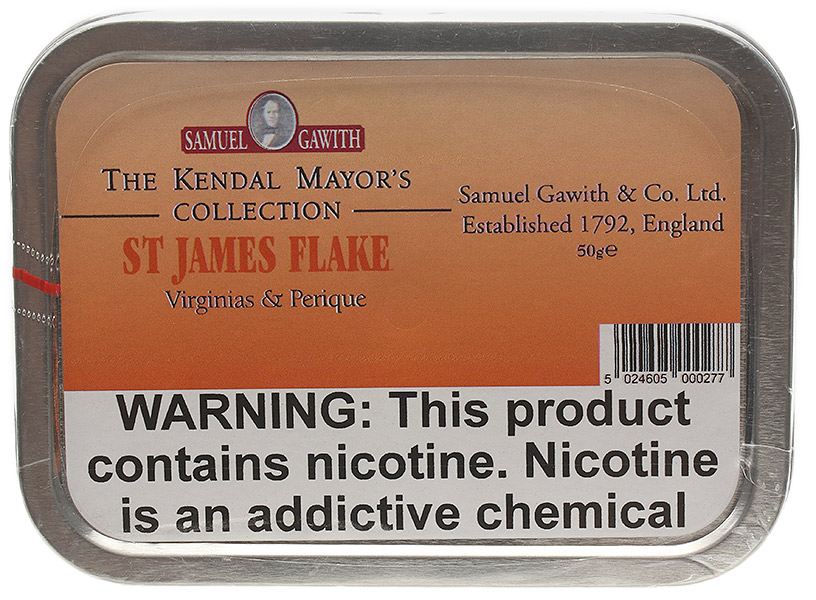 SAMUEL GAWITH
THE KENDAL MAYOR'S
COLLECTION
ST JAMES FLAKE
Virginias & Perique
Samuel Gawith & Co. Ltd.
Established 1792, England
50g℮
5 024605 000277
WARNING: This product
contains nicotine. Nicotine
is an addictive chemical